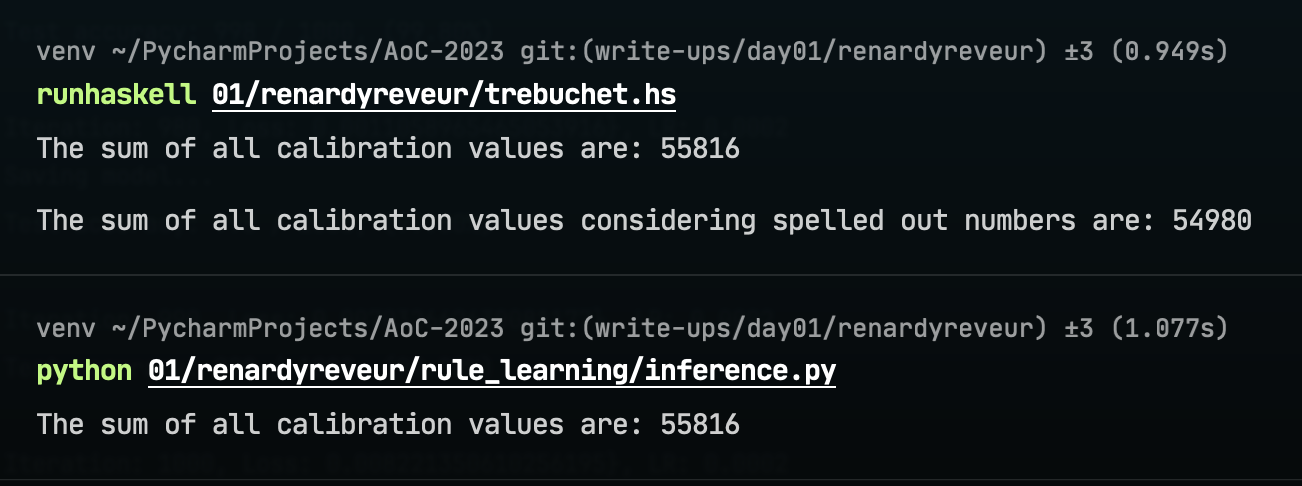 venv ~/PycharmProjects/AoC-2023 git:(write-ups/day01/renardyreveur) ±3 (0.949s)
runhaskell 01/renardyreveur/trebuchet.hs
The sum of all calibration values are: 55816
The sum of all calibration values considering spelled out numbers are: 54980
venv ~/PycharmProjects/AoC-2023 git:(write-ups/day01/renardyreveur) ±3 (1.077s)
python 01/renardyreveur/rule_learning/inference.py
The sum of all calibration values are: 55816